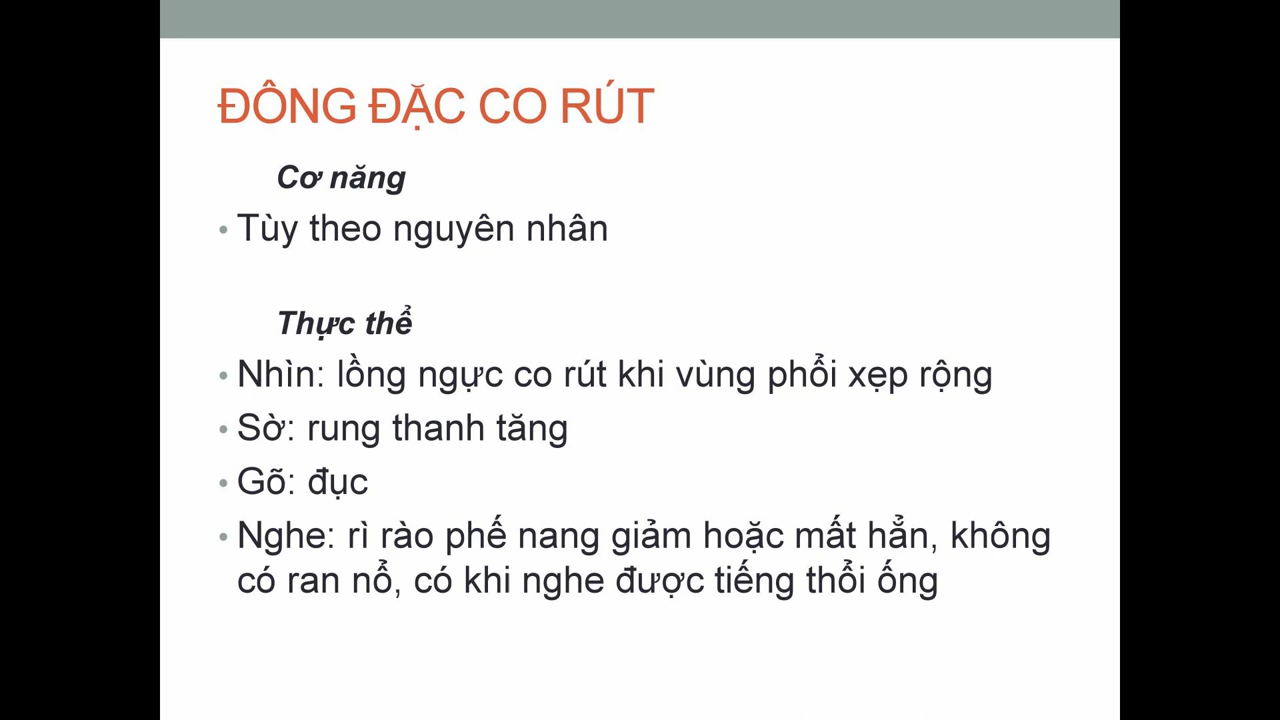 ĐÔNG ĐẶC CO RÚT
Cơ năng
• Tùy theo nguyên nhân
Thực thể
• Nhìn: lồng ngực co rút khi vùng phổi xẹp rộng
• Sờ: rung thanh tăng
• Gõ: đục
• Nghe: rì rào phế nang giảm hoặc mất hẳn, không
có ran nổ, có khi nghe được tiếng thổi ống